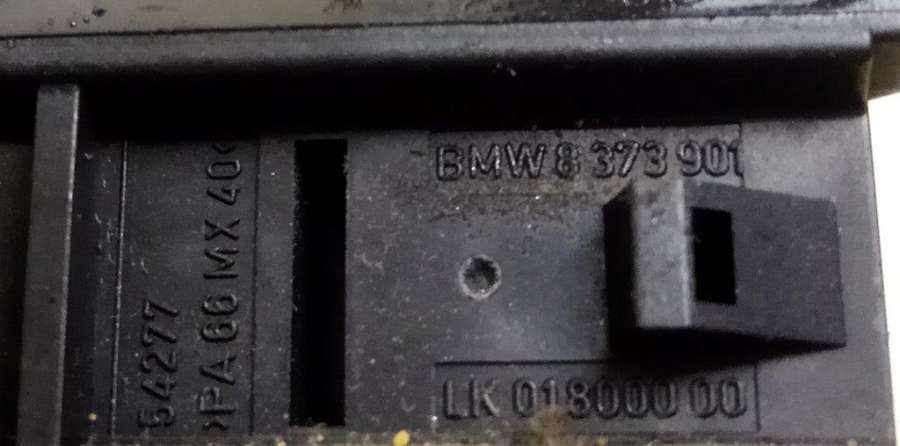 BMW 8 373 901
LK 018000 00
54277
>PA 66 MX 40<